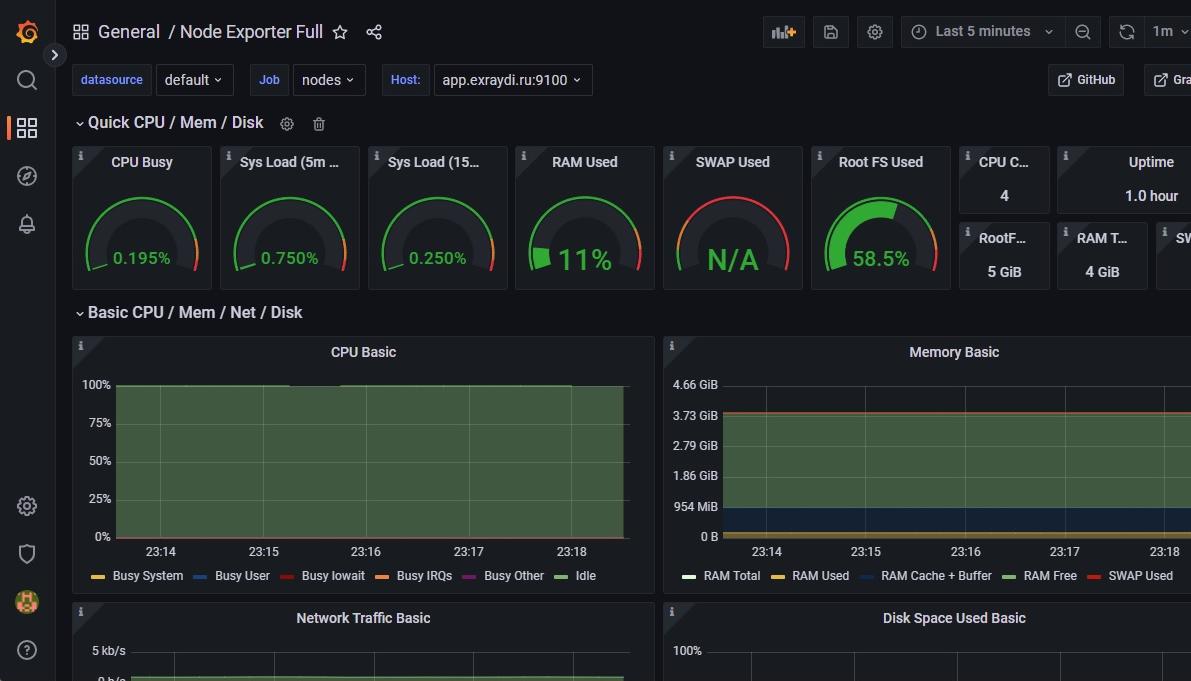 General / Node Exporter Full
Last 5 minutes
1m
datasource default Job nodes Host: app.exraydi.ru:9100
GitHub
Gra
Quick CPU / Mem / Disk
CPU Busy
0.195%
Sys Load (5m ...
0.750%
Sys Load (15...
0.250%
RAM Used
11%
SWAP Used
N/A
Root FS Used
58.5%
CPU C...
4
Uptime
1.0 hour
RootF...
5 GiB
RAM T...
4 GiB
SW
Basic CPU / Mem / Net / Disk
CPU Basic
100%
75%
50%
25%
0%
23:14 23:15 23:16 23:17 23:18
Busy System Busy User Busy Iowait Busy IRQs Busy Other Idle
Memory Basic
4.66 GiB
3.73 GiB
2.79 GiB
1.86 GiB
954 MiB
0 B
23:14 23:15 23:16 23:17 23:18
RAM Total RAM Used RAM Cache + Buffer RAM Free SWAP Used
Network Traffic Basic
5 kb/s
0 b/s
Disk Space Used Basic
100%